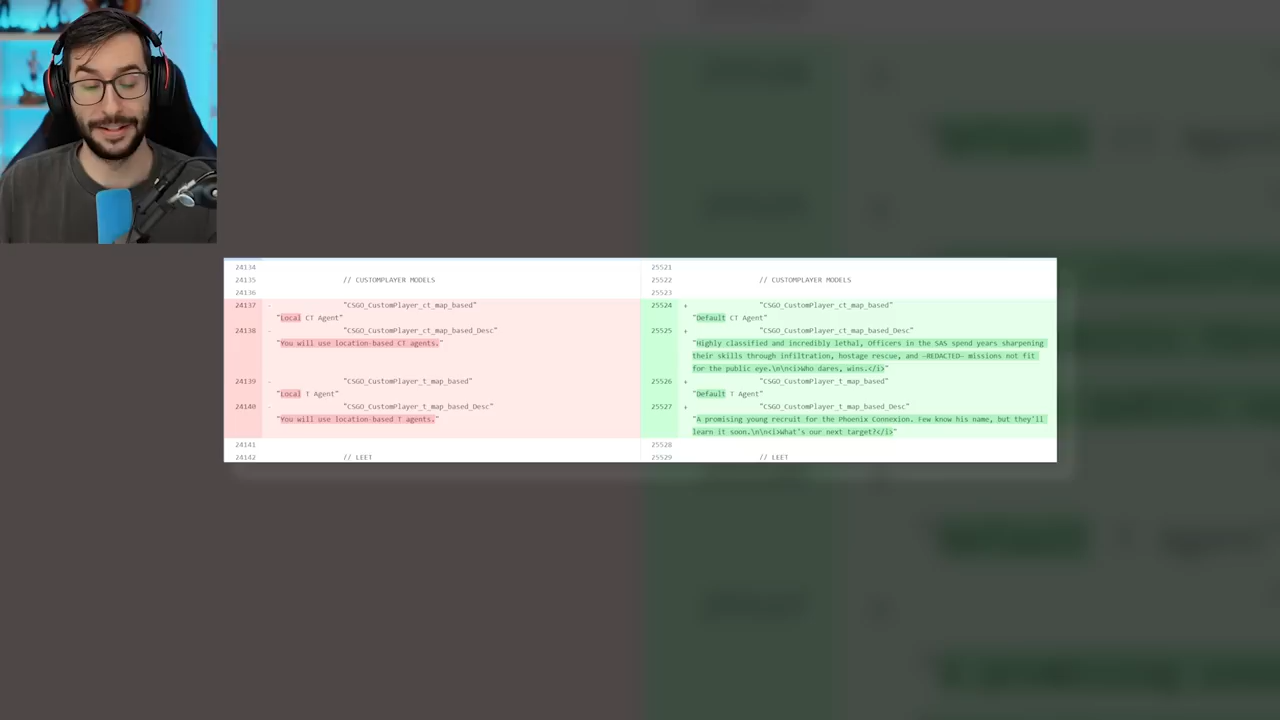 24134
24135 // CUSTOMPLAYER MODELS
24136
24137 - "CSGO_CustomPlayer_ct_map_based"
"Local CT Agent"
24138 - "CSGO_CustomPlayer_ct_map_based_Desc"
"You will use location-based CT agents."
24139 - "CSGO_CustomPlayer_t_map_based"
"Local T Agent"
24140 - "CSGO_CustomPlayer_t_map_based_Desc"
"You will use location-based T agents."
24141
24142 // LEET
25521
25522 // CUSTOMPLAYER MODELS
25523
25524 + "CSGO_CustomPlayer_ct_map_based"
"Default CT Agent"
25525 + "CSGO_CustomPlayer_ct_map_based_Desc"
"Highly classified and incredibly lethal, Officers in the SAS spend years sharpening
their skills through infiltration, hostage rescue, and —REDACTED— missions not fit
for the public eye.\n\n<i>Who dares, wins.</i>"
25526 + "CSGO_CustomPlayer_t_map_based"
"Default T Agent"
25527 + "CSGO_CustomPlayer_t_map_based_Desc"
"A promising young recruit for the Phoenix Connexion. Few know his name, but they'll
learn it soon.\n\n<i>What's our next target?</i>"
25528
25529 // LEET